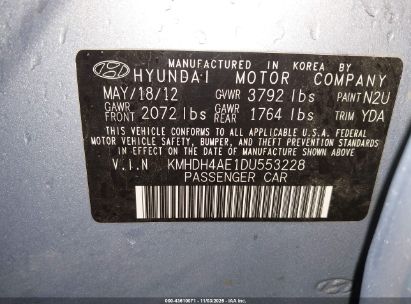 MANUFACTURED IN KOREA BY
HYUNDAI MOTOR COMPANY
MAY/18/12 GVWR 3792 lbs PAINT N2U
GAWR FRONT 2072 lbs GAWR REAR 1764 lbs TRIM YDA
THIS VEHICLE CONFORMS TO ALL APPLICABLE U.S.A. FEDERAL
MOTOR VEHICLE SAFETY, BUMPER, AND THEFT PREVENTION STANDARDS
IN EFFECT ON THE DATE OF MANUFACTURE SHOWN ABOVE.
V.I.N KMHDH4AE1DU553228
PASSENGER CAR